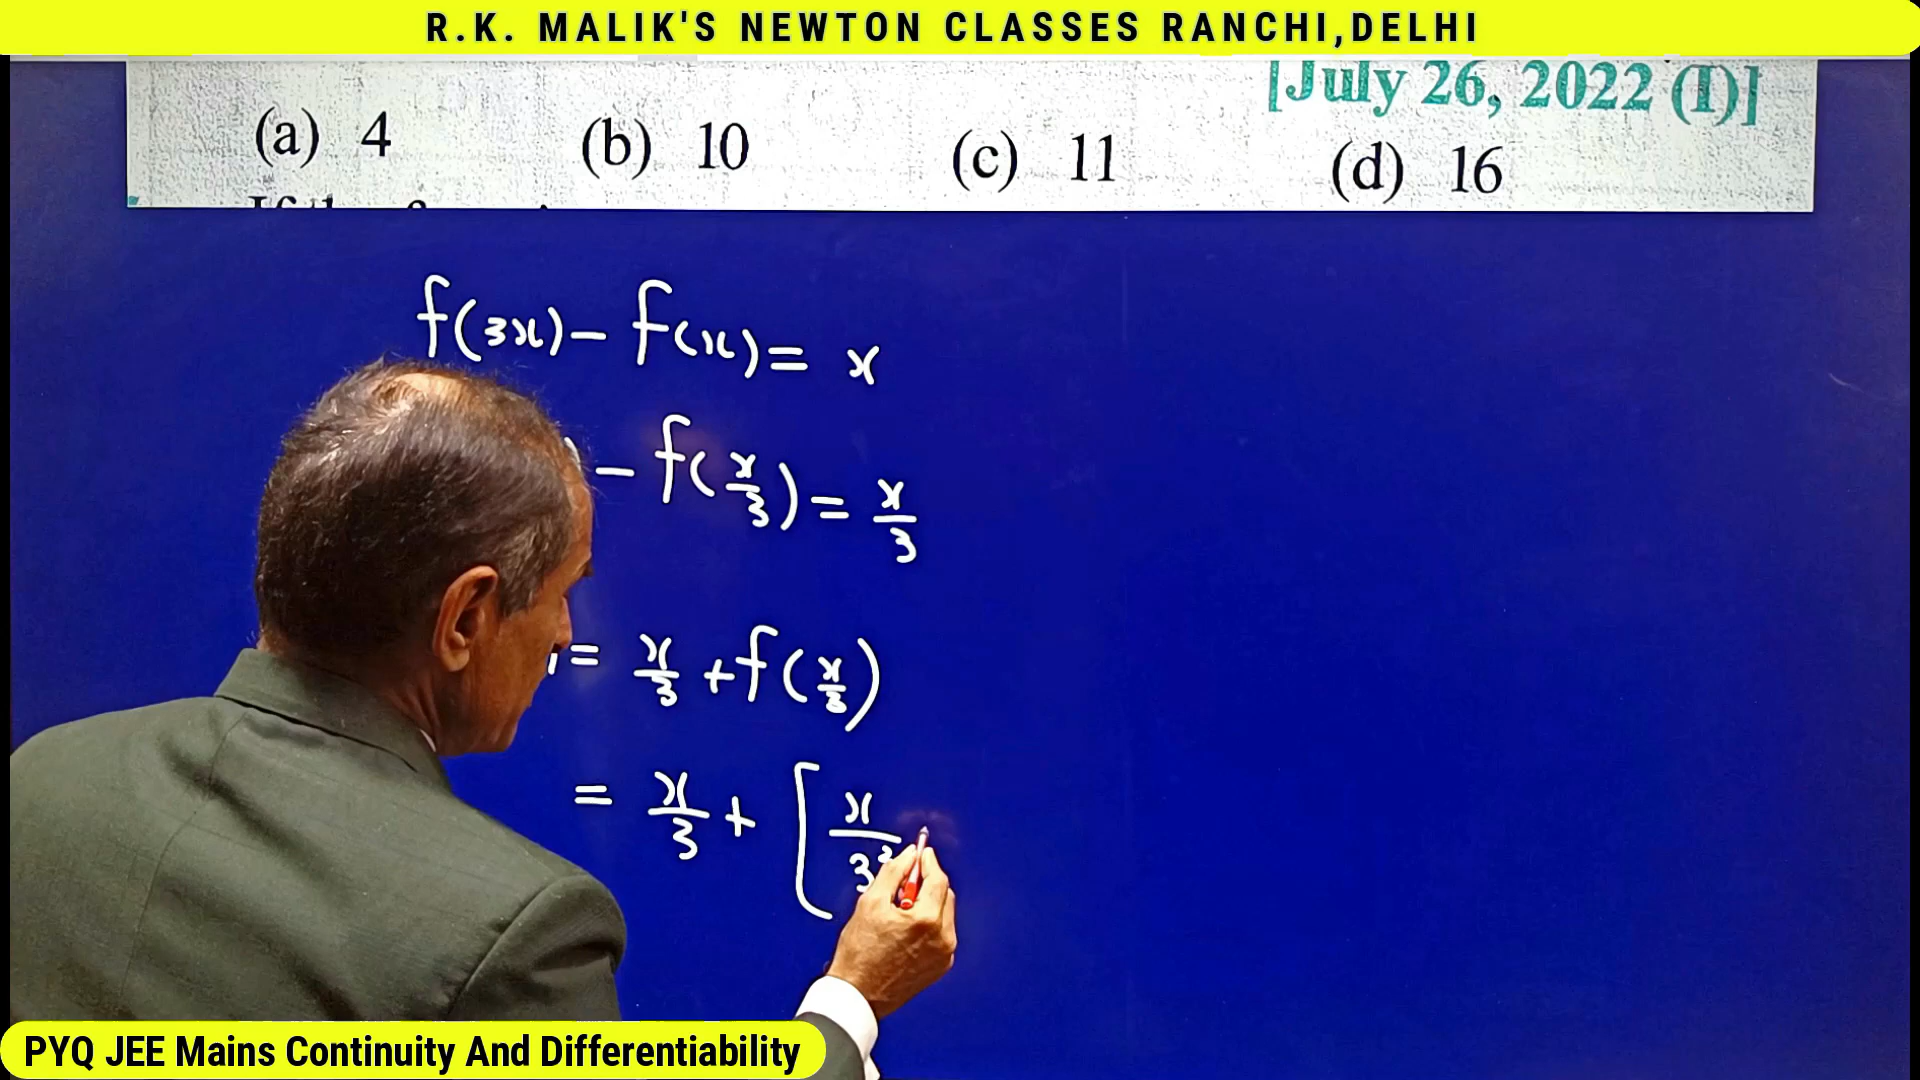 R.K. MALIK'S NEWTON CLASSES RANCHI,DELHI
[July 26, 2022 (I)]
(a) 4 (b) 10 (c) 11 (d) 16
f(3x) - f(x) = x
) - f(x/3) = x/3
) = x/3 + f(x/3)
= x/3 + [ x/3²
PYQ JEE Mains Continuity And Differentiability